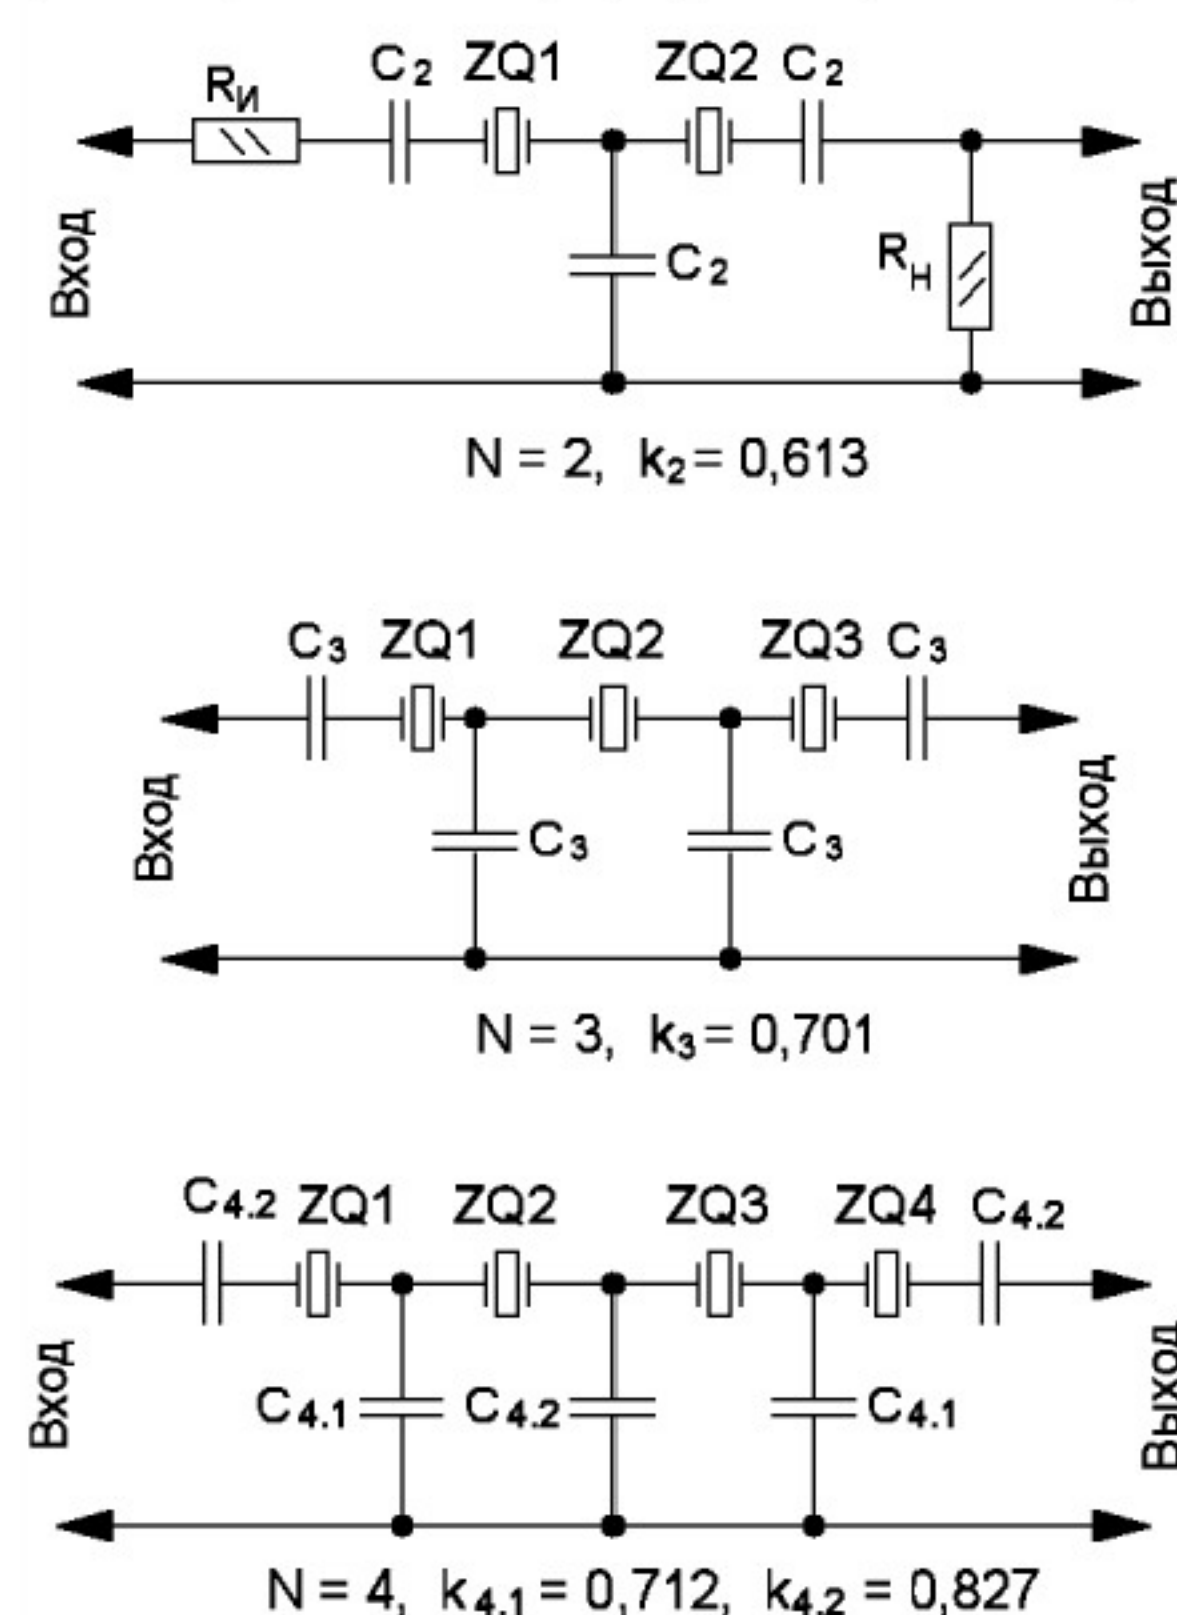 C2 ZQ1 ZQ2 C2
RИ
Вход
C2
RН
Выход
N = 2, k2 = 0,613
C3 ZQ1 ZQ2 ZQ3 C3
Вход
C3
C3
Выход
N = 3, k3 = 0,701
C4.2 ZQ1 ZQ2 ZQ3 ZQ4 C4.2
Вход
C4.1
C4.2
C4.1
Выход
N = 4, k4.1 = 0,712, k4.2 = 0,827